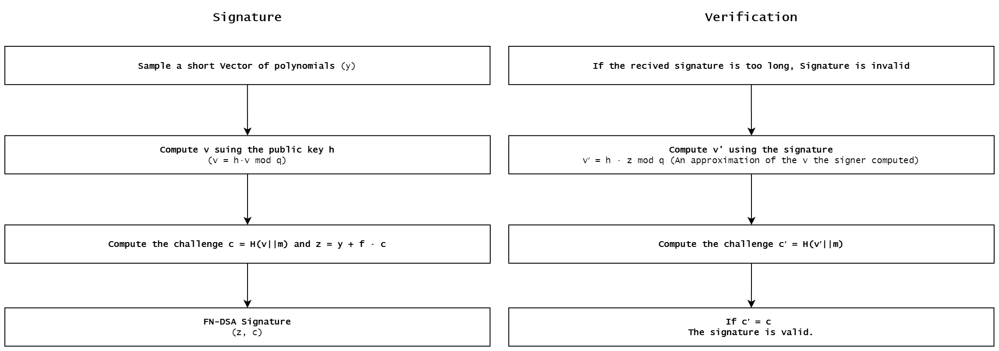 Signature
Sample a short Vector of polynomials (y)
Compute v suing the public key h
(v = h·v mod q)
Compute the challenge c = H(v||m) and z = y + f · c
FN-DSA Signature
(z, c)
Verification
If the recived signature is too long, Signature is invalid
Compute v' using the signature
v′ = h · z mod q (An approximation of the v the signer computed)
Compute the challenge c′ = H(v′||m)
If c′ = c
The signature is valid.